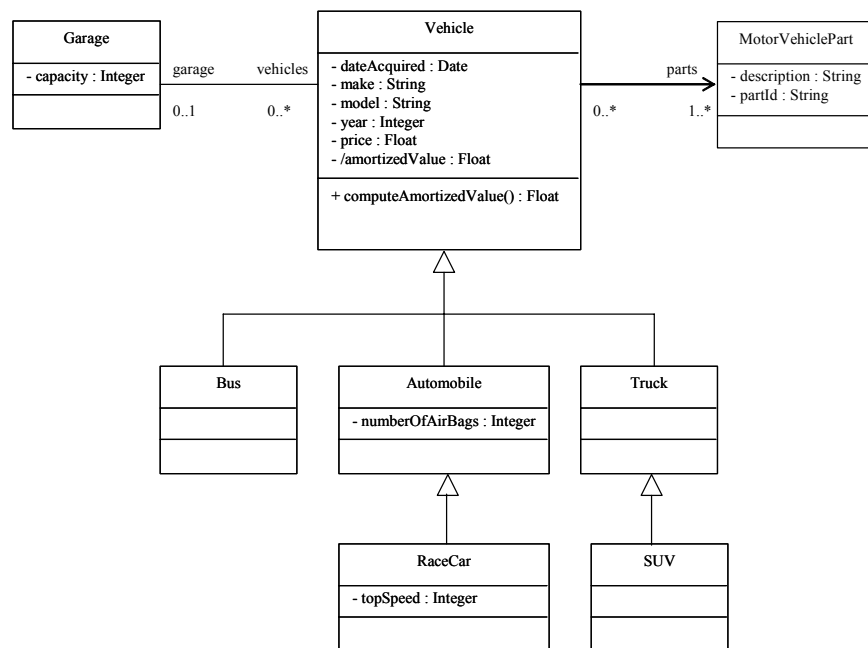 Garage
- capacity : Integer
garage
vehicles
0..1
0..*
Vehicle
- dateAcquired : Date
- make : String
- model : String
- year : Integer
- price : Float
- /amortizedValue : Float
+ computeAmortizedValue() : Float
parts
0..*
1..*
MotorVehiclePart
- description : String
- partId : String
Bus
Automobile
- numberOfAirBags : Integer
Truck
RaceCar
- topSpeed : Integer
SUV